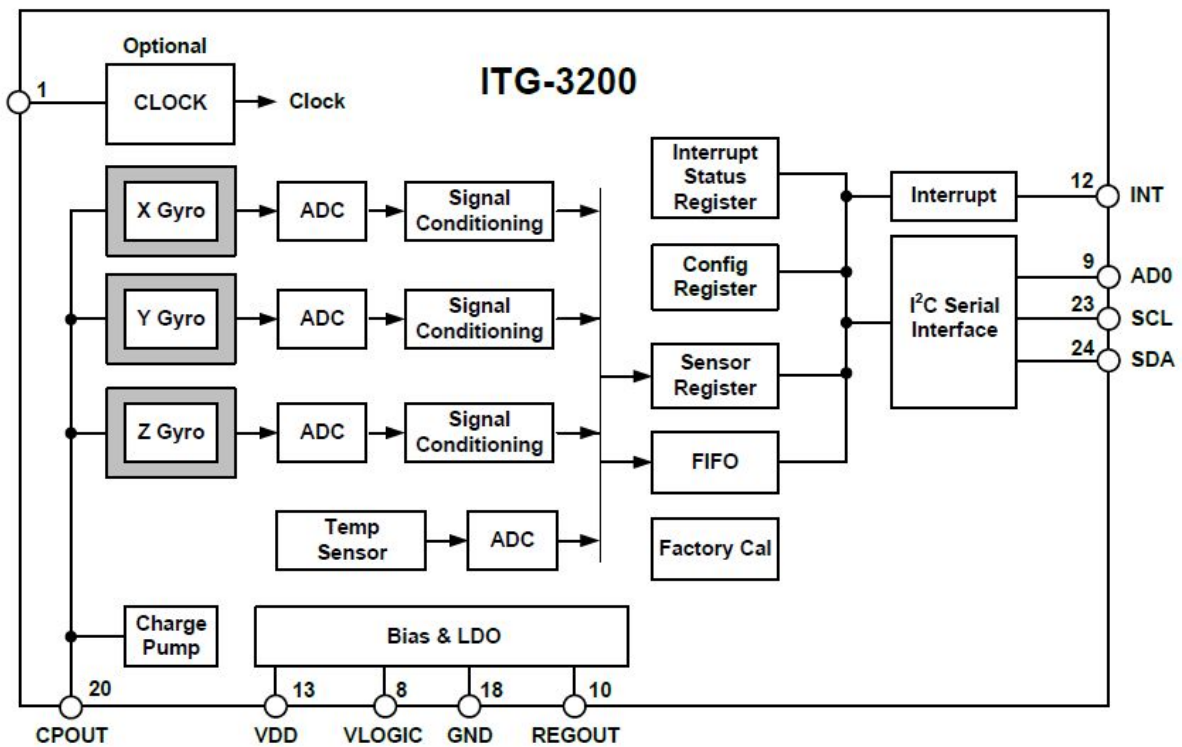 Optional
ITG-3200
1
CLOCK
Clock
X Gyro
ADC
Signal
Conditioning
Interrupt
Status
Register
Interrupt
12
INT
Y Gyro
ADC
Signal
Conditioning
Config
Register
I²C Serial
Interface
9
AD0
23
SCL
24
SDA
Sensor
Register
Z Gyro
ADC
Signal
Conditioning
FIFO
Temp
Sensor
ADC
Factory Cal
Charge
Pump
Bias & LDO
20
13
8
18
10
CPOUT
VDD
VLOGIC
GND
REGOUT